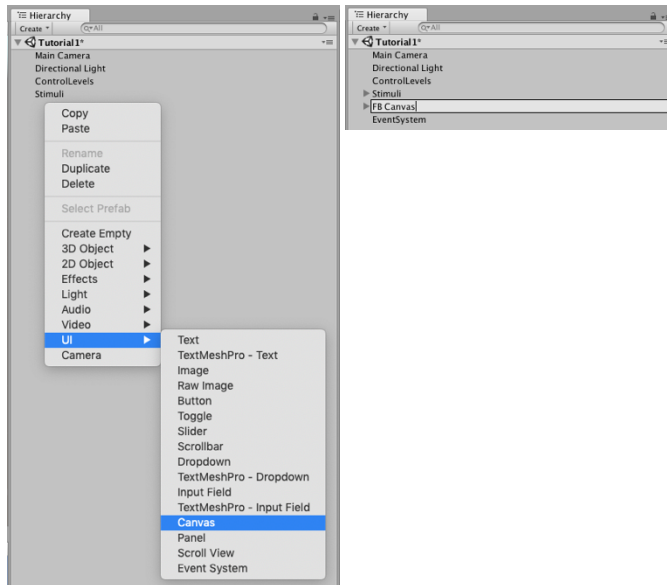 Hierarchy
Create
All
Tutorial1*
Main Camera
Directional Light
ControlLevels
Stimuli
Copy
Paste
Rename
Duplicate
Delete
Select Prefab
Create Empty
3D Object
2D Object
Effects
Light
Audio
Video
UI
Camera
Text
TextMeshPro - Text
Image
Raw Image
Button
Toggle
Slider
Scrollbar
Dropdown
TextMeshPro - Dropdown
Input Field
TextMeshPro - Input Field
Canvas
Panel
Scroll View
Event System
Hierarchy
Create
All
Tutorial1*
Main Camera
Directional Light
ControlLevels
Stimuli
FB Canvas
EventSystem